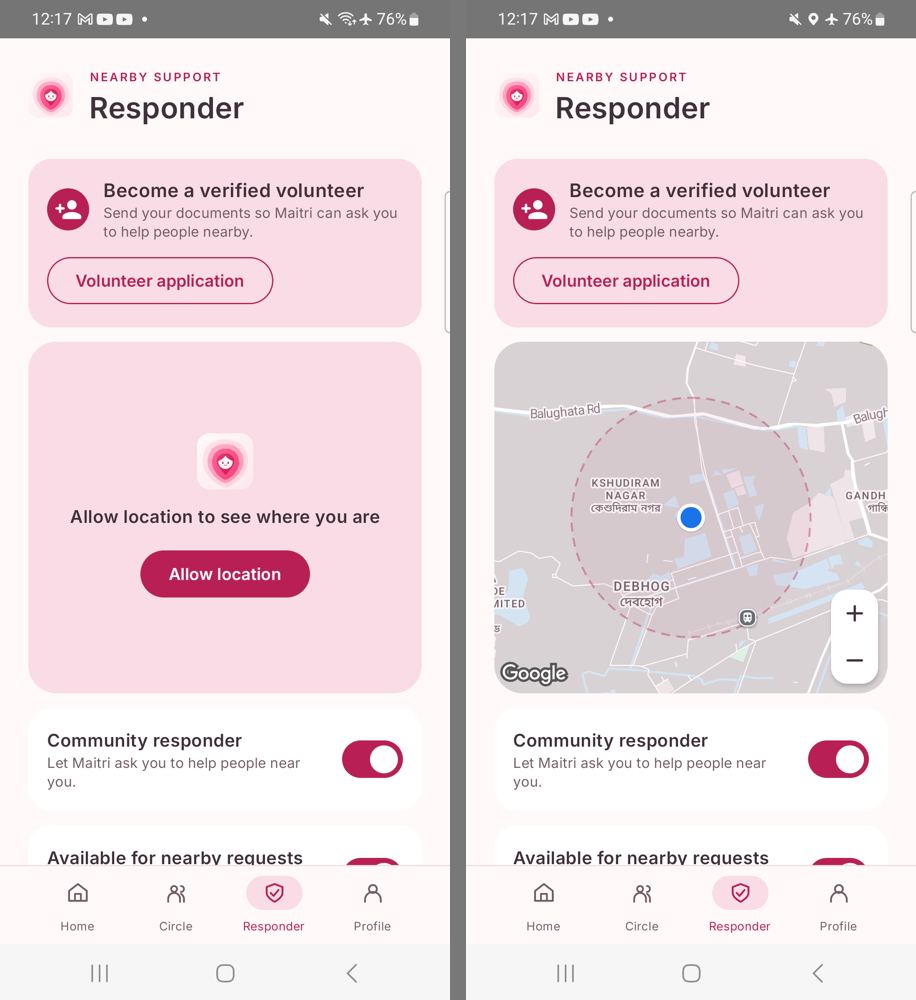 12:17
76%
NEARBY SUPPORT
Responder
Become a verified volunteer
Send your documents so Maitri can ask you
to help people nearby.
Volunteer application
Allow location to see where you are
Allow location
Community responder
Let Maitri ask you to help people near
you.
Available for nearby requests
Home
Circle
Responder
Profile
12:17
76%
NEARBY SUPPORT
Responder
Become a verified volunteer
Send your documents so Maitri can ask you
to help people nearby.
Volunteer application
Balughata Rd
Balugh
KSHUDIRAM
NAGAR
কেশুদিরাম নগর
GANDH
গান্ধি
DEBHOG
দেবহোগ
MITED
Google
+
−
Community responder
Let Maitri ask you to help people near
you.
Available for nearby requests
Home
Circle
Responder
Profile